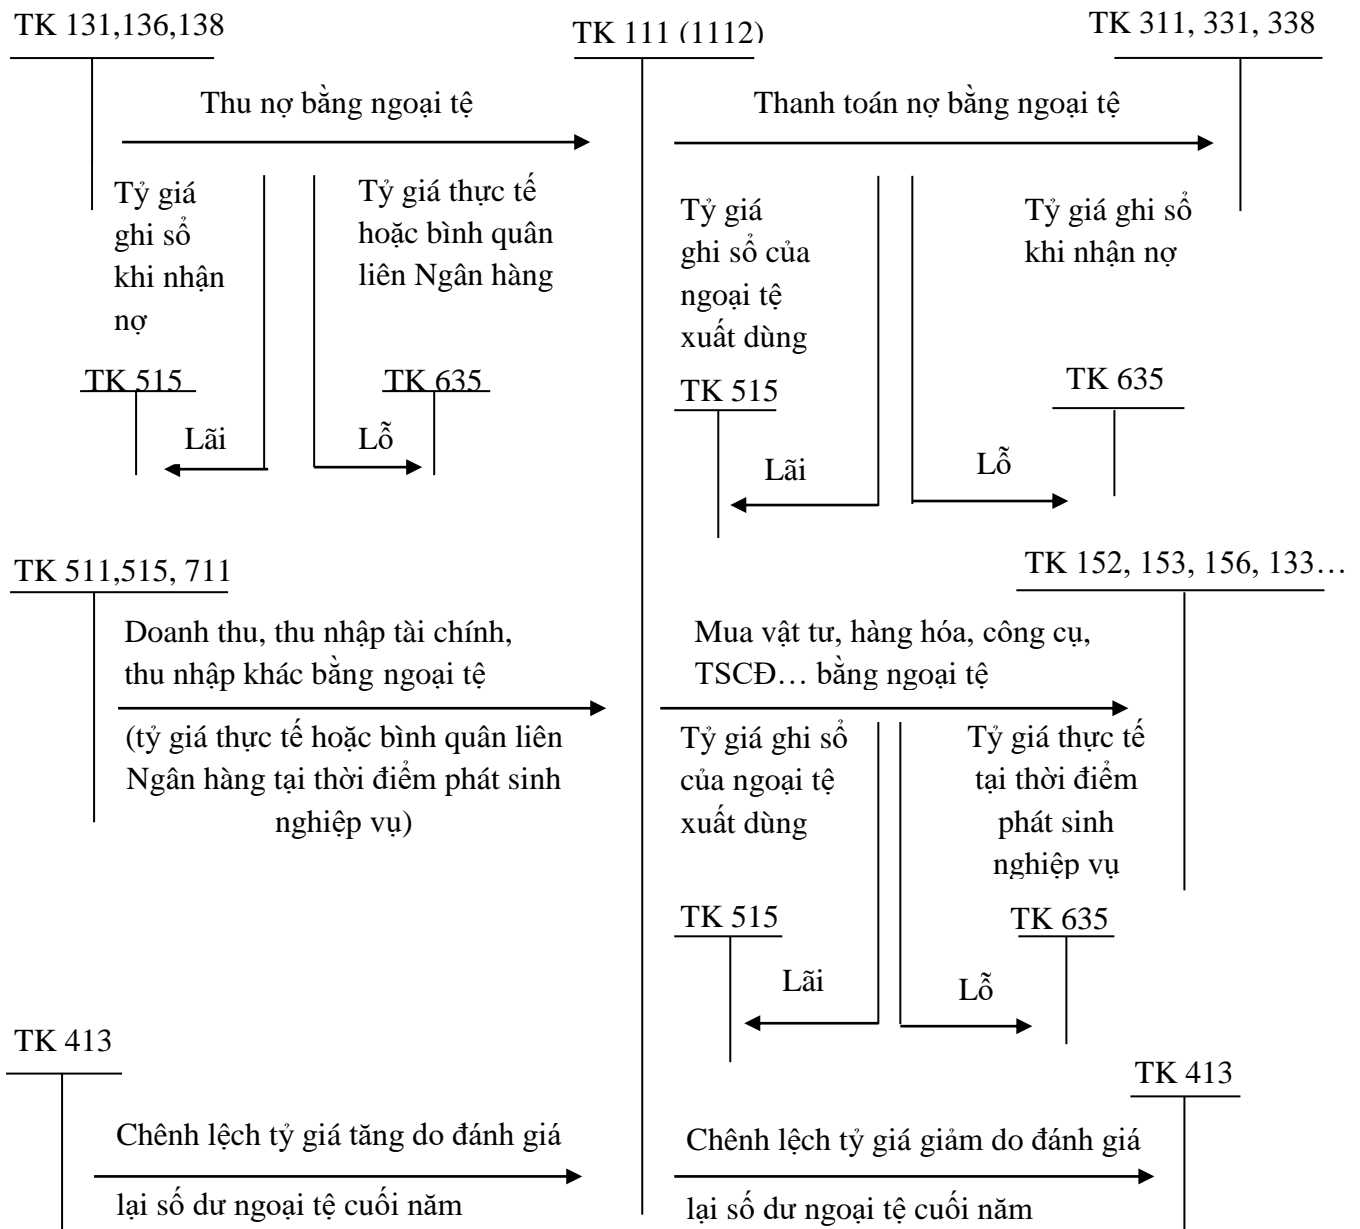 TK 131,136,138
TK 111 (1112)
TK 311, 331, 338
Thu nợ bằng ngoại tệ
Thanh toán nợ bằng ngoại tệ
Tỷ giá
ghi sổ
khi nhận
nợ
Tỷ giá thực tế
hoặc bình quân
liên Ngân hàng
Tỷ giá
ghi sổ của
ngoại tệ
xuất dùng
Tỷ giá ghi sổ
khi nhận nợ
TK 515
TK 635
TK 515
TK 635
Lãi
Lỗ
Lãi
Lỗ
TK 511,515, 711
TK 152, 153, 156, 133…
Doanh thu, thu nhập tài chính,
thu nhập khác bằng ngoại tệ
(tỷ giá thực tế hoặc bình quân liên
Ngân hàng tại thời điểm phát sinh
nghiệp vụ)
Mua vật tư, hàng hóa, công cụ,
TSCĐ… bằng ngoại tệ
Tỷ giá ghi sổ
của ngoại tệ
xuất dùng
Tỷ giá thực tế
tại thời điểm
phát sinh
nghiệp vụ
TK 515
TK 635
Lãi
Lỗ
TK 413
TK 413
Chênh lệch tỷ giá tăng do đánh giá
lại số dư ngoại tệ cuối năm
Chênh lệch tỷ giá giảm do đánh giá
lại số dư ngoại tệ cuối năm